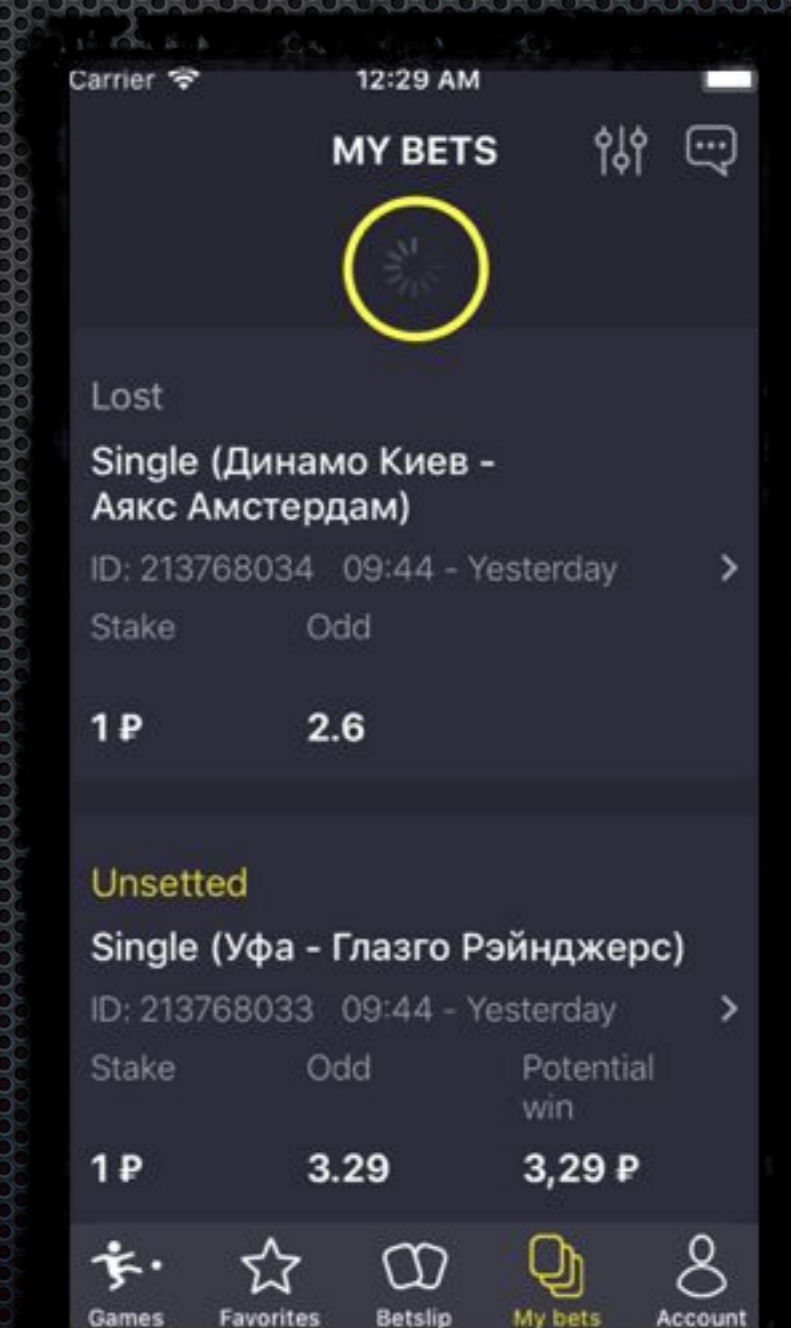 Carrier 12:29 AM
MY BETS
Lost
Single (Динамо Киев -
Аякс Амстердам)
ID: 213768034 09:44 - Yesterday
Stake Odd
1 ₽ 2.6
Unsetted
Single (Уфа - Глазго Рэйнджерс)
ID: 213768033 09:44 - Yesterday
Stake Odd Potential
win
1 ₽ 3.29 3,29 ₽
Games Favorites Betslip My bets Account